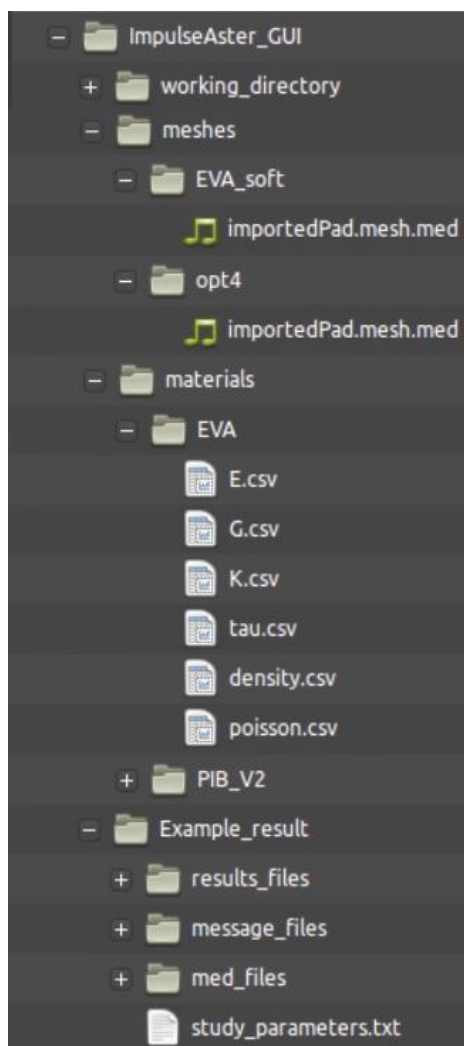 ImpulseAster_GUI
working_directory
meshes
EVA_soft
importedPad.mesh.med
opt4
importedPad.mesh.med
materials
EVA
E.csv
G.csv
K.csv
tau.csv
density.csv
poisson.csv
PIB_V2
Example_result
results_files
message_files
med_files
study_parameters.txt